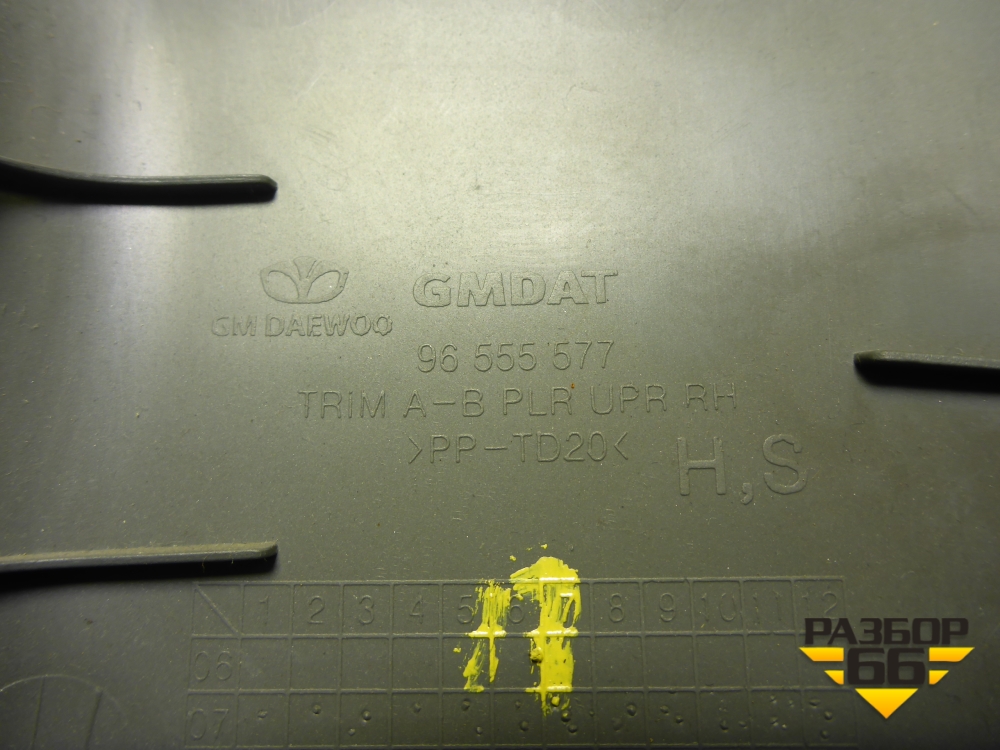 GMDAT
GM DAEWOO
96 555 577
TRIM A-B PLR UPR RH
>PP-TD20<
H,S
1 2 3 4 5 6 7 8 9 10 11 12
06
07
РАЗБОР
66